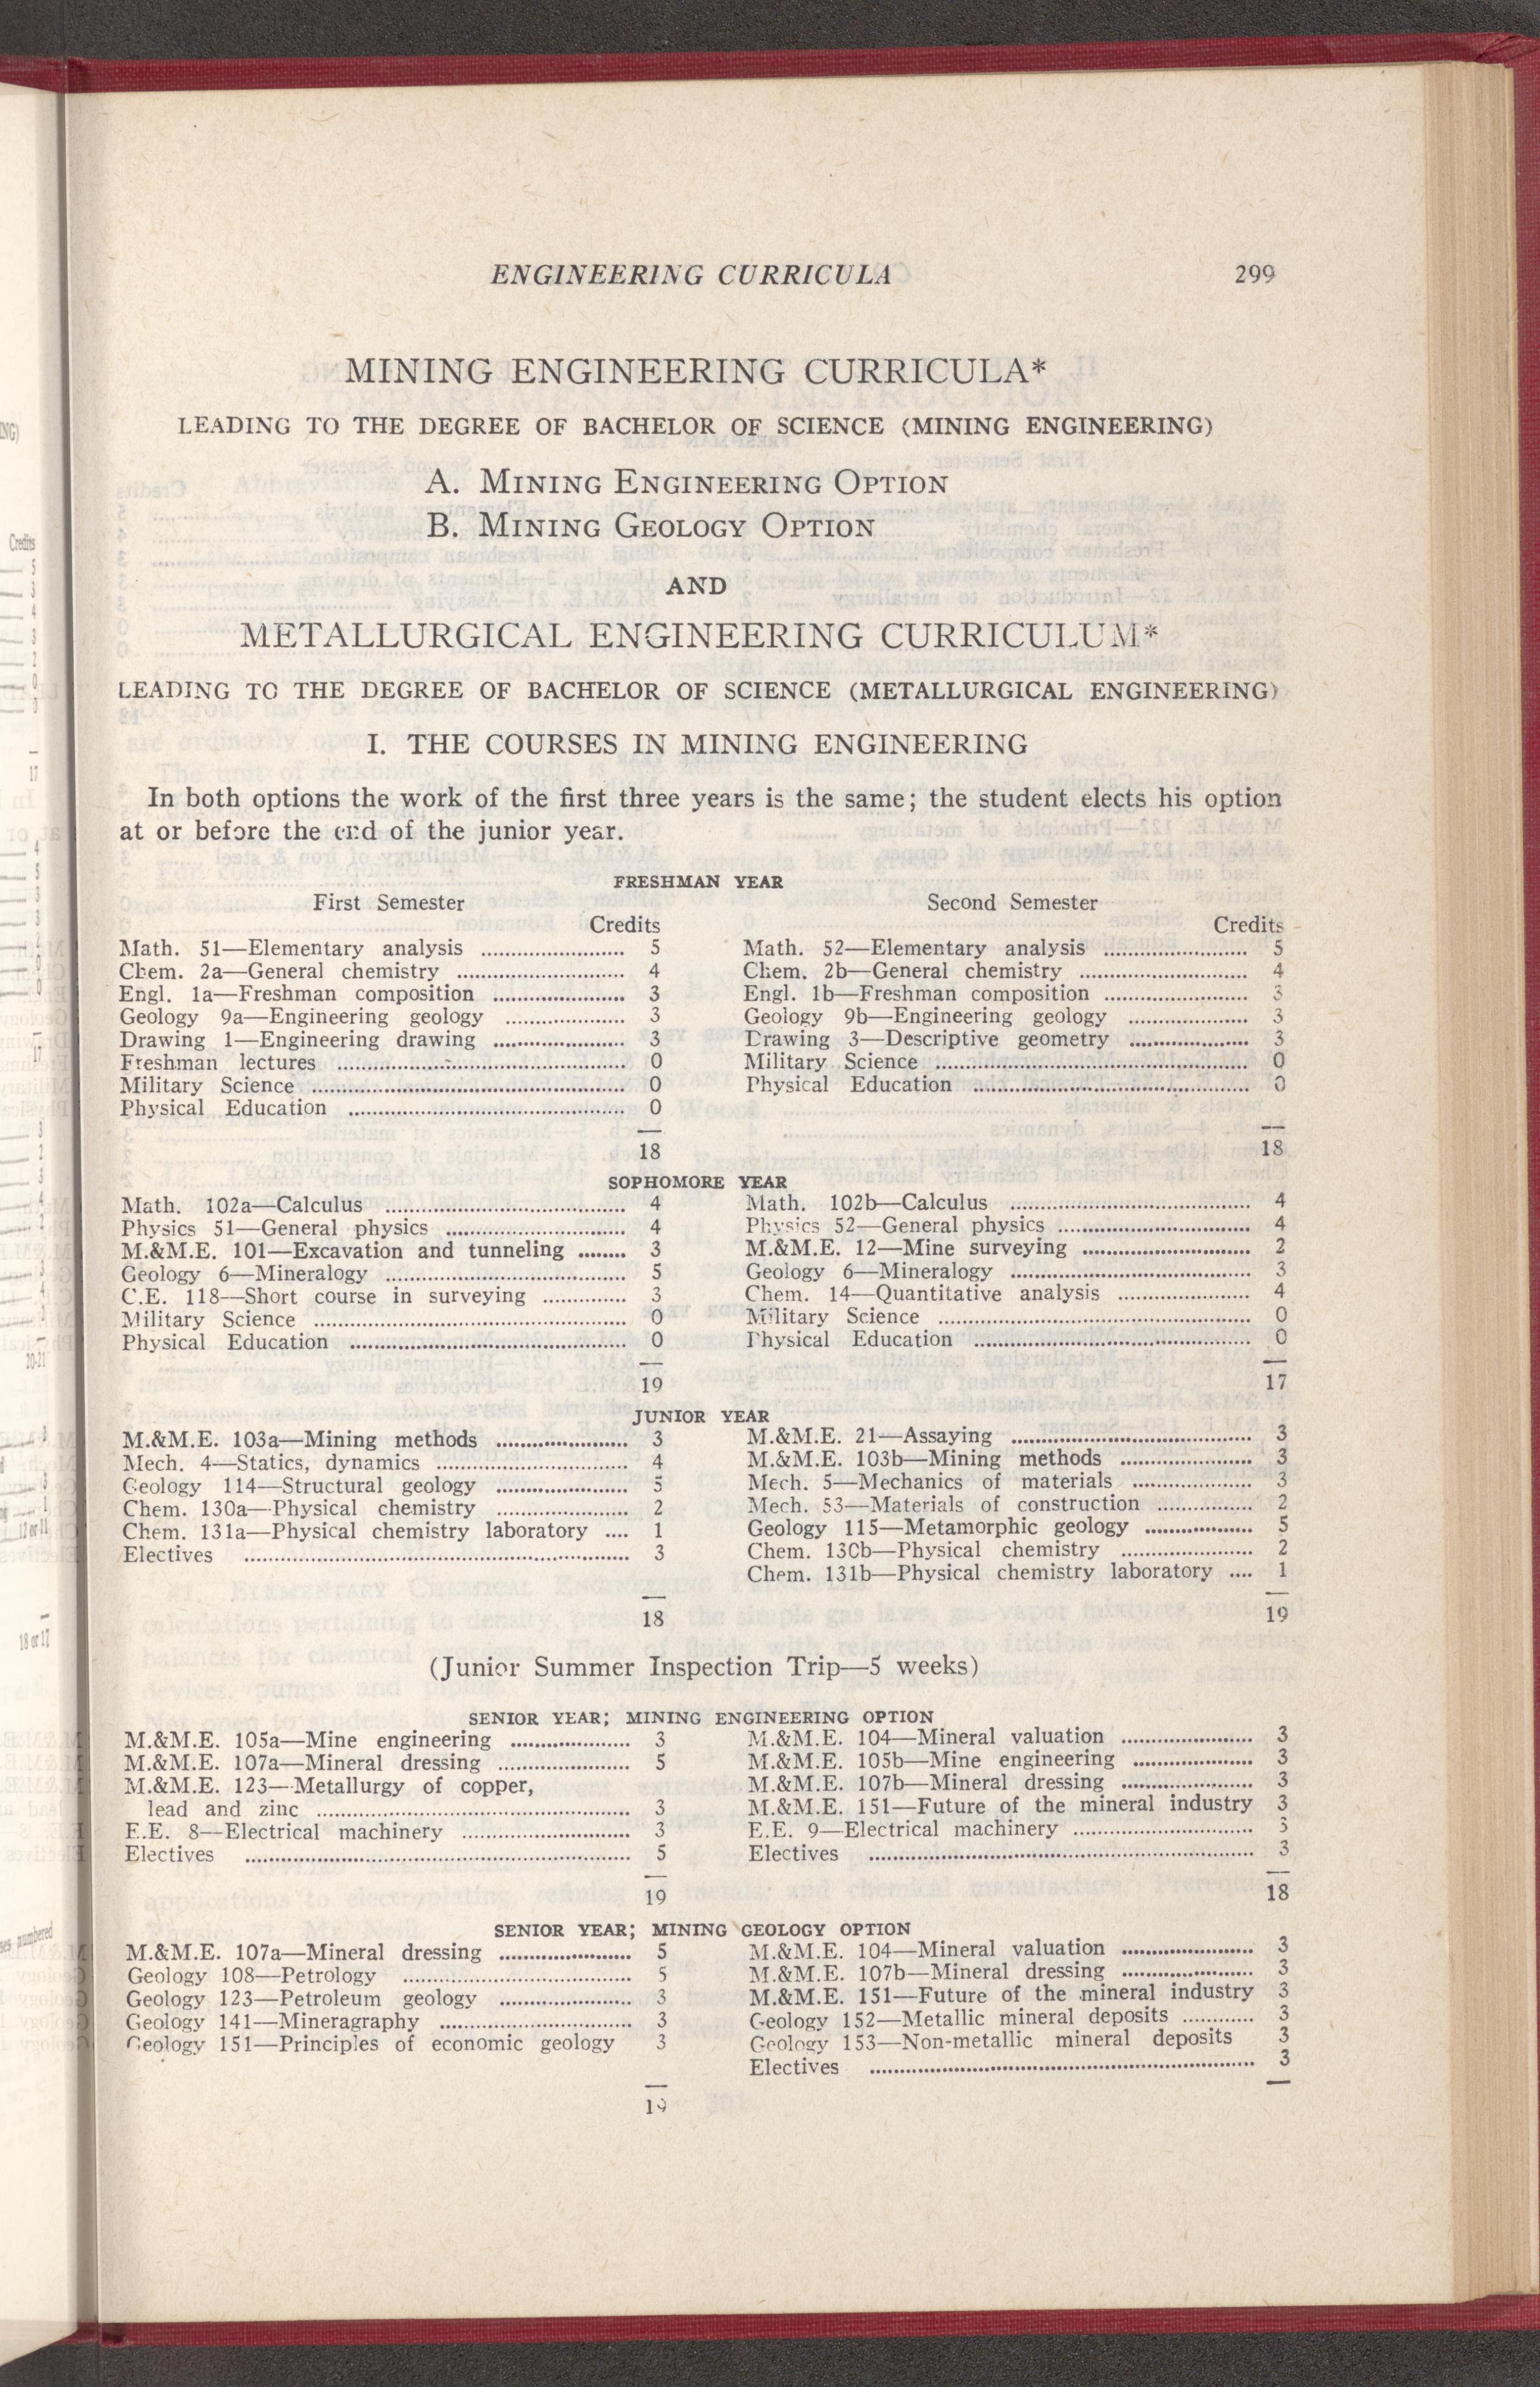 ENGINEERING CURRICULA 299
MINING ENGINEERING CURRICULA*
LEADING TO THE DEGREE OF BACHELOR OF SCIENCE (MINING ENGINEERING)
A. MINING ENGINEERING OPTION
B. MINING GEOLOGY OPTION
AND
METALLURGICAL ENGINEERING CURRICULUM*
LEADING TO THE DEGREE OF BACHELOR OF SCIENCE (METALLURGICAL ENGINEERING)
I. THE COURSES IN MINING ENGINEERING
In both options the work of the first three years is the same; the student elects his option
at or before the end of the junior year.
FRESHMAN YEAR
First Semester
Credits
Math. 51—Elementary analysis ........ 5
Chem. 2a—General chemistry ........ 4
Engl. 1a—Freshman composition ........ 3
Geology 9a—Engineering geology ........ 3
Drawing 1—Engineering drawing ........ 3
Freshman lectures ........ 0
Military Science ........ 0
Physical Education ........ 0
18
Second Semester
Credits
Math. 52—Elementary analysis ........ 5
Chem. 2b—General chemistry ........ 4
Engl. 1b—Freshman composition ........ 3
Geology 9b—Engineering geology ........ 3
Drawing 3—Descriptive geometry ........ 3
Military Science ........ 0
Physical Education ........ 0
18
SOPHOMORE YEAR
Math. 102a—Calculus ........ 4
Physics 51—General physics ........ 4
M.&M.E. 101—Excavation and tunneling ........ 3
Geology 6—Mineralogy ........ 5
C.E. 118—Short course in surveying ........ 3
Military Science ........ 0
Physical Education ........ 0
19
Math. 102b—Calculus ........ 4
Physics 52—General physics ........ 4
M.&M.E. 12—Mine surveying ........ 2
Geology 6—Mineralogy ........ 3
Chem. 14—Quantitative analysis ........ 4
Military Science ........ 0
Physical Education ........ 0
17
JUNIOR YEAR
M.&M.E. 103a—Mining methods ........ 3
Mech. 4—Statics, dynamics ........ 4
Geology 114—Structural geology ........ 5
Chem. 130a—Physical chemistry ........ 2
Chem. 131a—Physical chemistry laboratory .... 1
Electives ........ 3
18
M.&M.E. 21—Assaying ........ 3
M.&M.E. 103b—Mining methods ........ 3
Mech. 5—Mechanics of materials ........ 3
Mech. 53—Materials of construction ........ 2
Geology 115—Metamorphic geology ........ 5
Chem. 130b—Physical chemistry ........ 2
Chem. 131b—Physical chemistry laboratory .... 1
19
(Junior Summer Inspection Trip—5 weeks)
SENIOR YEAR; MINING ENGINEERING OPTION
M.&M.E. 105a—Mine engineering ........ 3
M.&M.E. 107a—Mineral dressing ........ 5
M.&M.E. 123—Metallurgy of copper,
lead and zinc ........ 3
E.E. 8—Electrical machinery ........ 3
Electives ........ 5
19
M.&M.E. 104—Mineral valuation ........ 3
M.&M.E. 105b—Mine engineering ........ 3
M.&M.E. 107b—Mineral dressing ........ 3
M.&M.E. 151—Future of the mineral industry 3
E.E. 9—Electrical machinery ........ 3
Electives ........ 3
18
SENIOR YEAR; MINING GEOLOGY OPTION
M.&M.E. 107a—Mineral dressing ........ 5
Geology 108—Petrology ........ 5
Geology 123—Petroleum geology ........ 3
Geology 141—Mineragraphy ........ 3
Geology 151—Principles of economic geology 3
19
M.&M.E. 104—Mineral valuation ........ 3
M.&M.E. 107b—Mineral dressing ........ 3
M.&M.E. 151—Future of the mineral industry 3
Geology 152—Metallic mineral deposits ........ 3
Geology 153—Non-metallic mineral deposits 3
Electives ........ 3